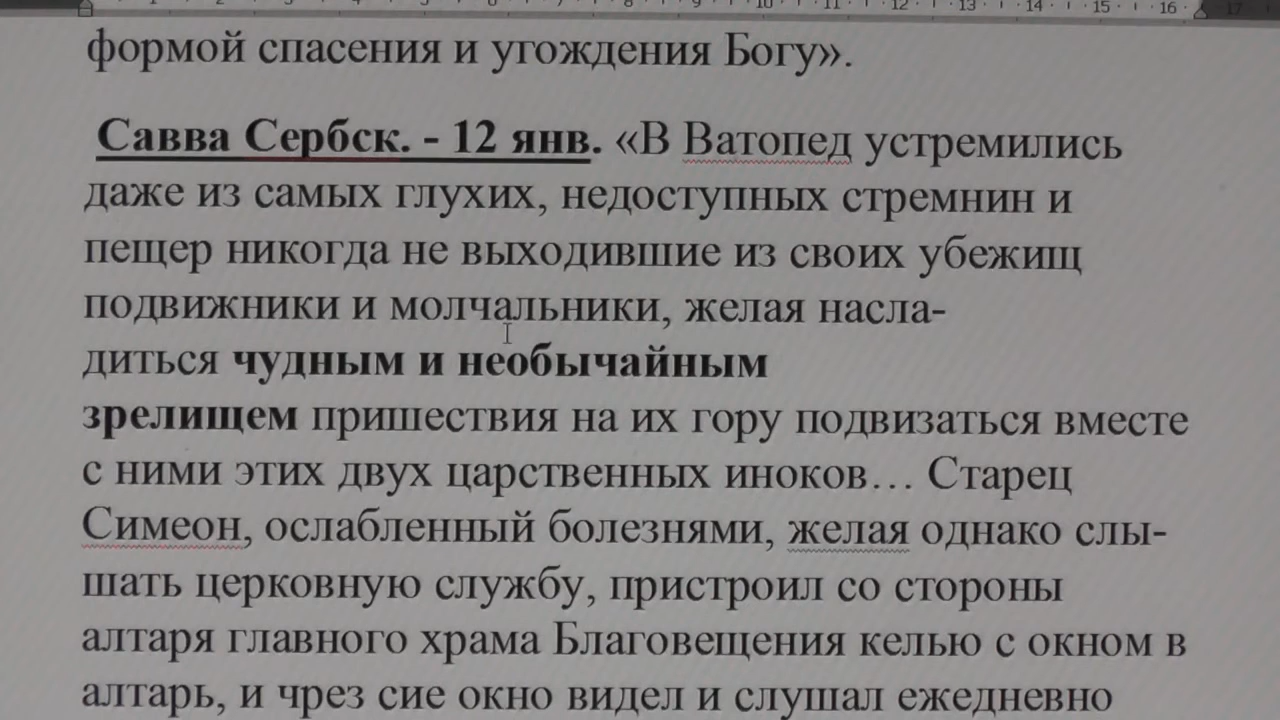 формой спасения и угождения Богу».
Савва Сербск. - 12 янв. «В Ватопед устремились
даже из самых глухих, недоступных стремнин и
пещер никогда не выходившие из своих убежищ
подвижники и молчальники, желая насла-
диться чудным и необычайным
зрелищем пришествия на их гору подвизаться вместе
с ними этих двух царственных иноков… Старец
Симеон, ослабленный болезнями, желая однако слы-
шать церковную службу, пристроил со стороны
алтаря главного храма Благовещения келью с окном в
алтарь, и чрез сие окно видел и слушал ежедневно